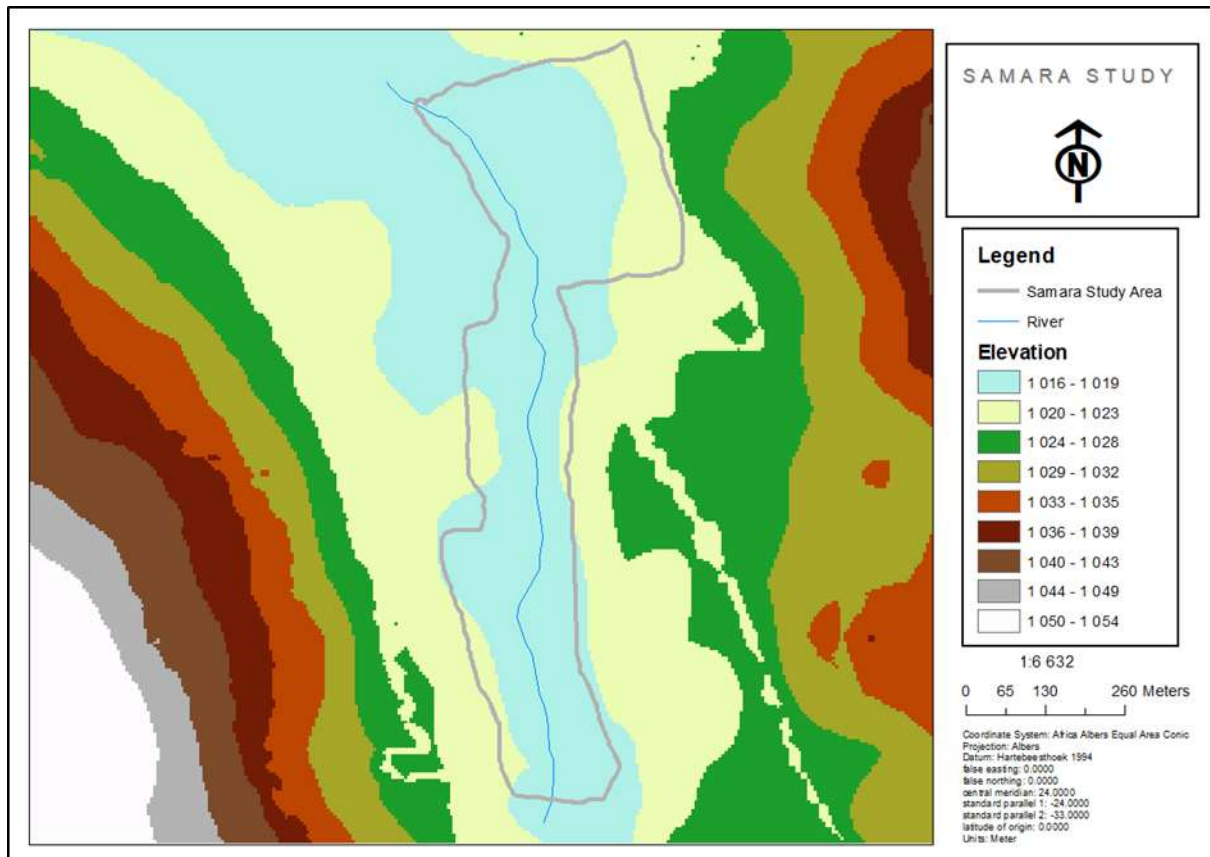 SAMARA STUDY
N
Legend
Samara Study Area
River
Elevation
1 016 - 1 019
1 020 - 1 023
1 024 - 1 028
1 029 - 1 032
1 033 - 1 035
1 036 - 1 039
1 040 - 1 043
1 044 - 1 049
1 050 - 1 054
1:6 632
0 65 130 260 Meters
Coordinate System: Africa Albers Equal Area Conic
Projection: Albers
Datum: Hartebeesthoek 1994
false easting: 0.0000
false northing: 0.0000
central meridian: 24.0000
standard parallel 1: -24.0000
standard parallel 2: -33.0000
latitude of origin: 0.0000
Units: Meter